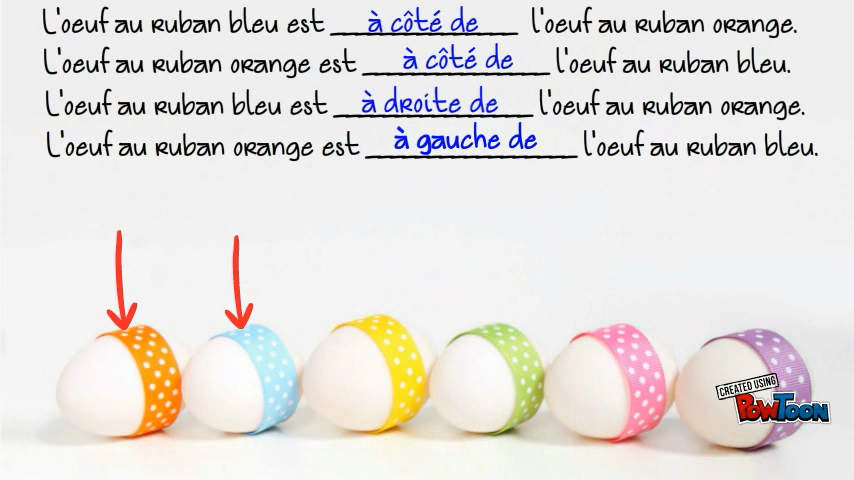 L'oeuf au ruban bleu est à côté de l'oeuf au ruban orange.
L'oeuf au ruban orange est à côté de l'oeuf au ruban bleu.
L'oeuf au ruban bleu est à droite de l'oeuf au ruban orange.
L'oeuf au ruban orange est à gauche de l'oeuf au ruban bleu.
CREATED USING
POWTOON